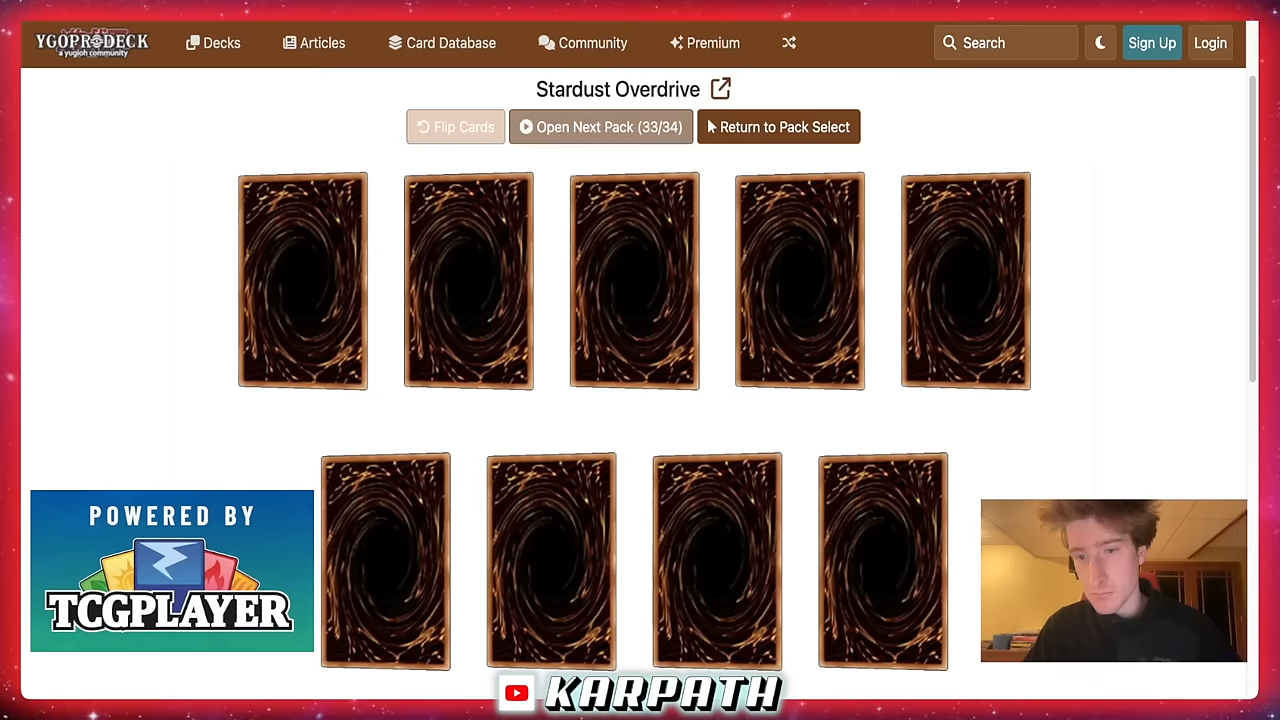 YGOPRODECK
a yugioh community
Decks
Articles
Card Database
Community
Premium
Search
Sign Up
Login
Stardust Overdrive
Flip Cards
Open Next Pack (33/34)
Return to Pack Select
POWERED BY
TCGPLAYER
KARPATH